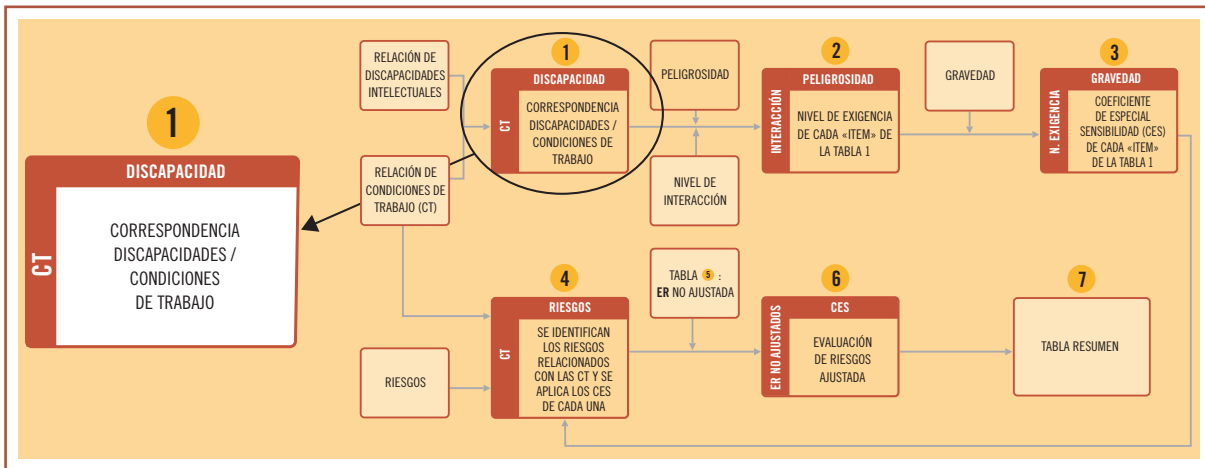 1
DISCAPACIDAD
CT
CORRESPONDENCIA
DISCAPACIDADES /
CONDICIONES
DE TRABAJO
RELACIÓN DE
DISCAPACIDADES
INTELECTUALES
RELACIÓN DE
CONDICIONES DE
TRABAJO (CT)
1
DISCAPACIDAD
CT
CORRESPONDENCIA
DISCAPACIDADES /
CONDICIONES DE
TRABAJO
PELIGROSIDAD
NIVEL DE
INTERACCIÓN
2
PELIGROSIDAD
INTERACCIÓN
NIVEL DE EXIGENCIA
DE CADA «ITEM» DE
LA TABLA 1
GRAVEDAD
3
GRAVEDAD
N. EXIGENCIA
COEFICIENTE
DE ESPECIAL
SENSIBILIDAD (CES)
DE CADA «ITEM»
DE LA TABLA 1
RIESGOS
4
RIESGOS
CT
SE IDENTIFICAN
LOS RIESGOS
RELACIONADOS
CON LAS CT Y SE
APLICA LOS CES
DE CADA UNA
TABLA 5 :
ER NO AJUSTADA
6
CES
ER NO AJUSTADOS
EVALUACIÓN
DE RIESGOS
AJUSTADA
7
TABLA RESUMEN